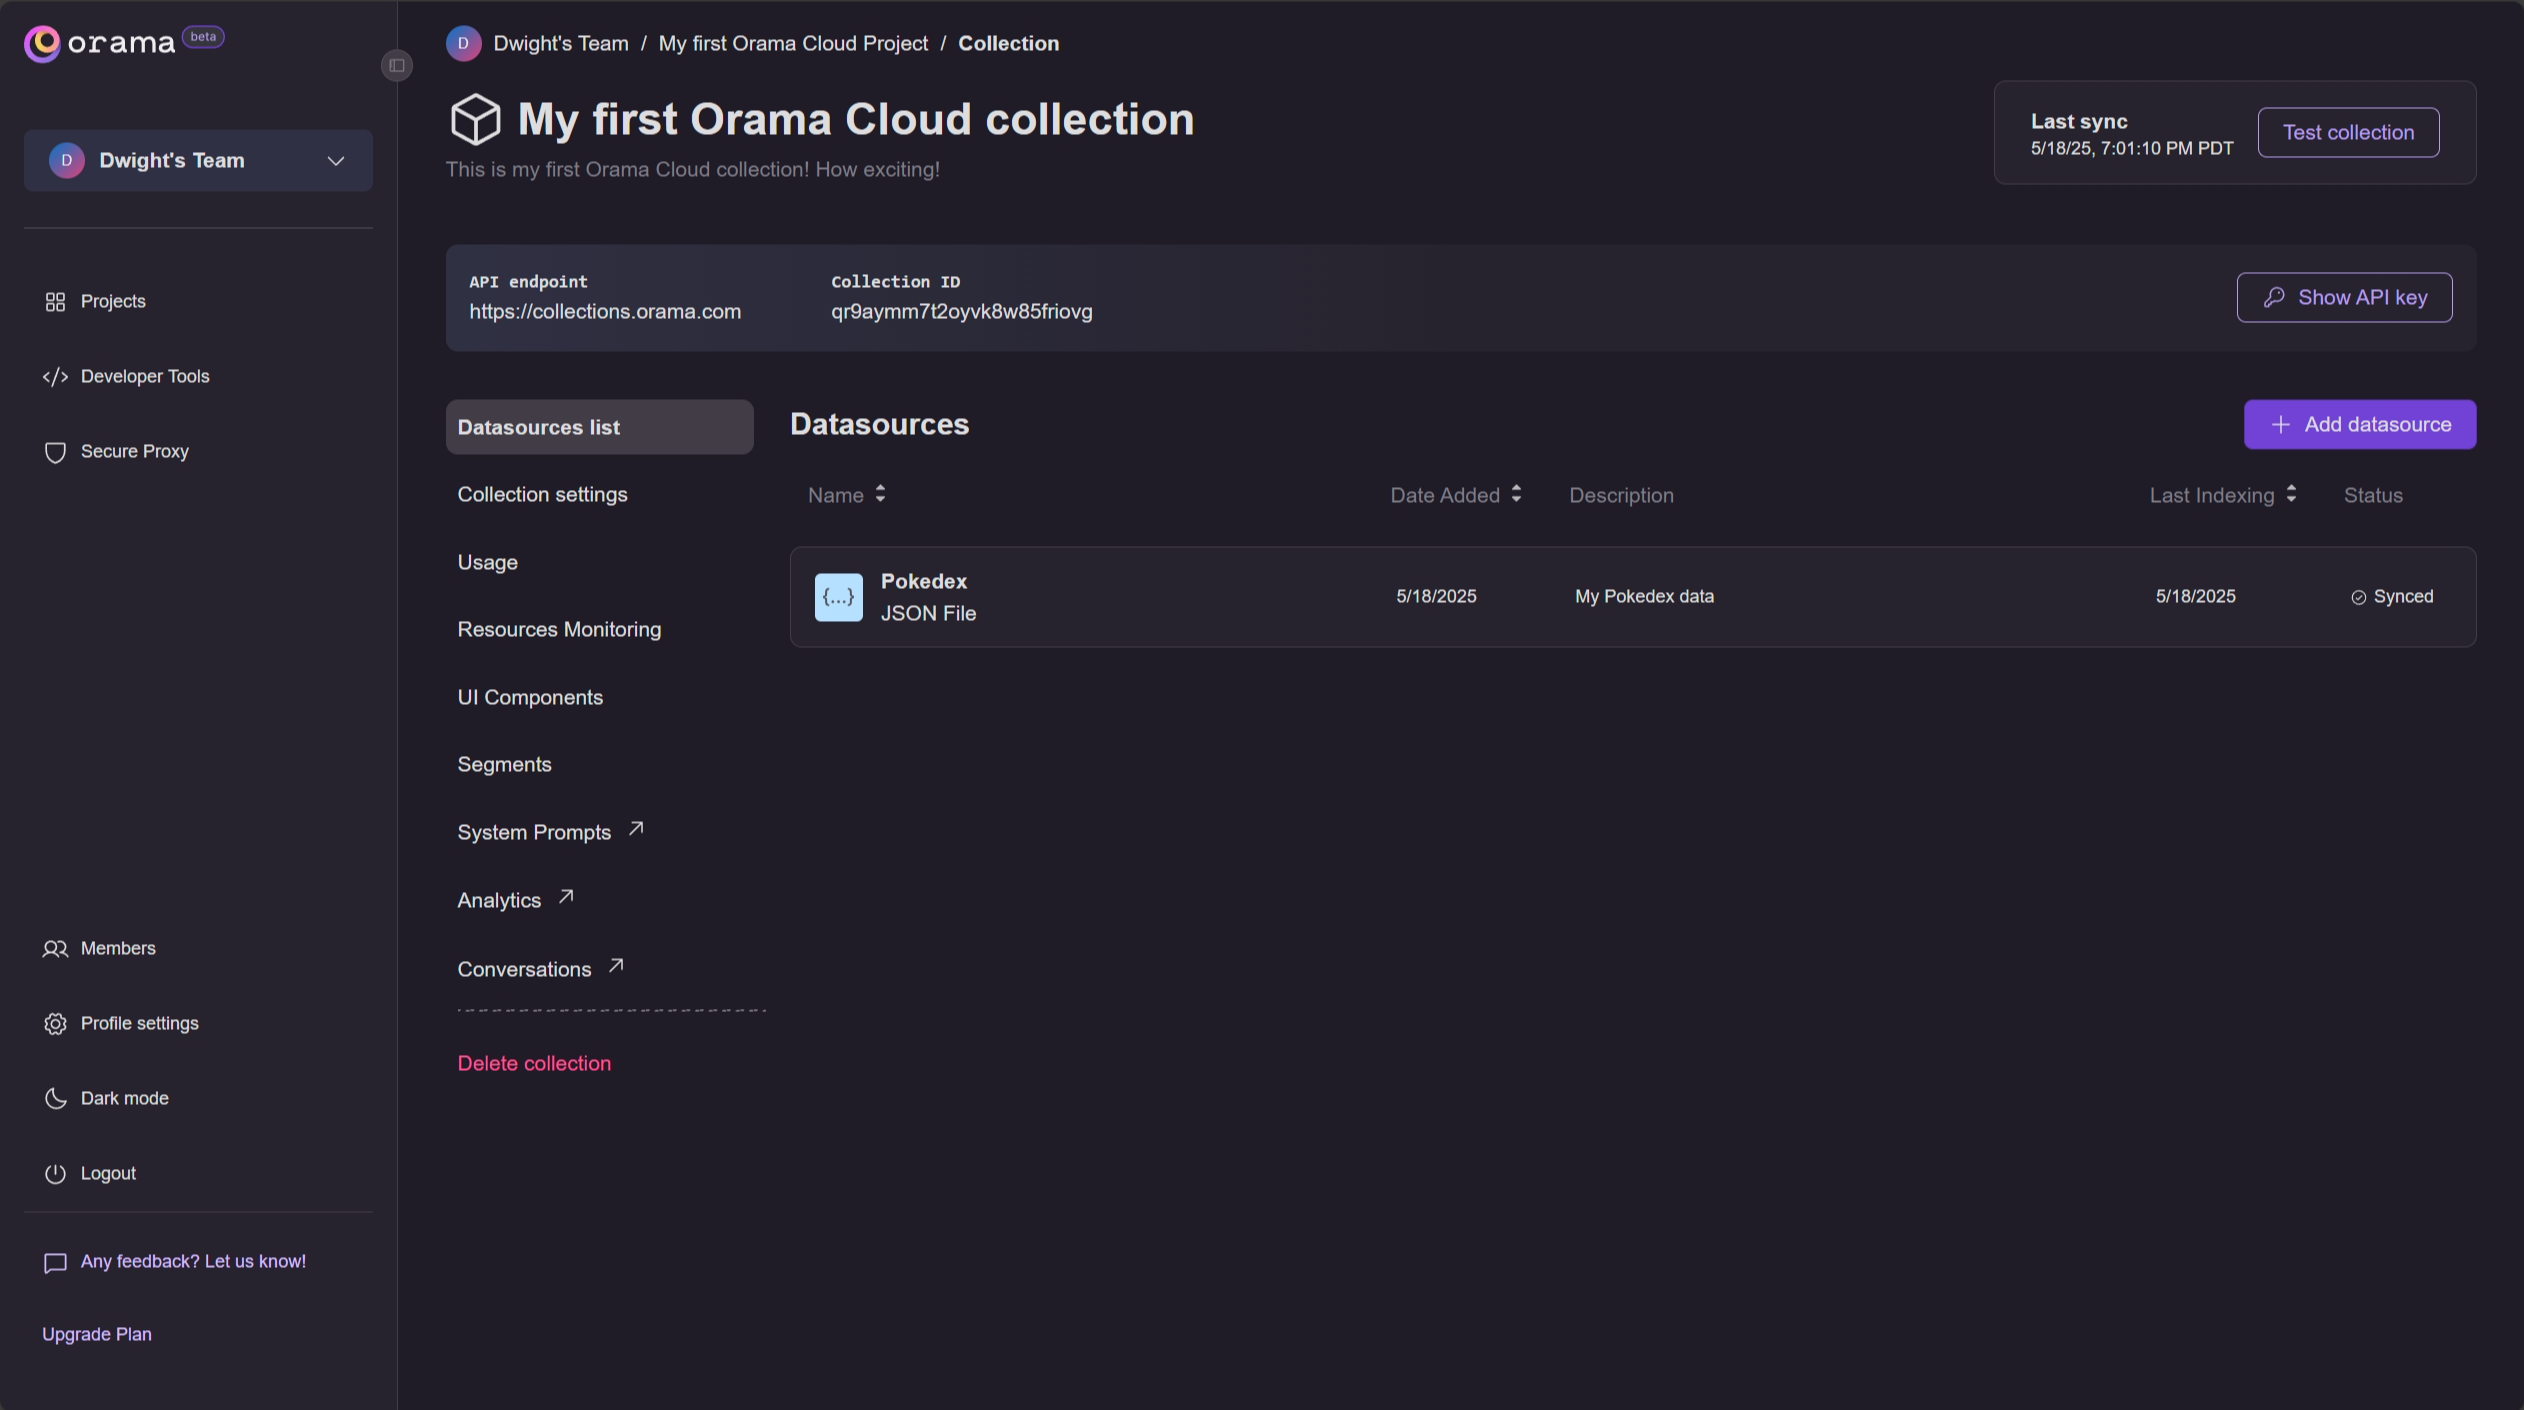 orama beta
D Dwight's Team
Projects
Developer Tools
Secure Proxy
Members
Profile settings
Dark mode
Logout
Any feedback? Let us know!
Upgrade Plan
D Dwight's Team / My first Orama Cloud Project / Collection
My first Orama Cloud collection
This is my first Orama Cloud collection! How exciting!
Last sync
5/18/25, 7:01:10 PM PDT
Test collection
API endpoint
https://collections.orama.com
Collection ID
qr9aymm7t2oyvk8w85friovg
Show API key
Datasources list
Collection settings
Usage
Resources Monitoring
UI Components
Segments
System Prompts
Analytics
Conversations
Delete collection
Datasources
Add datasource
Name Date Added Description Last Indexing Status
{...}
Pokedex
JSON File
5/18/2025 My Pokedex data 5/18/2025 Synced